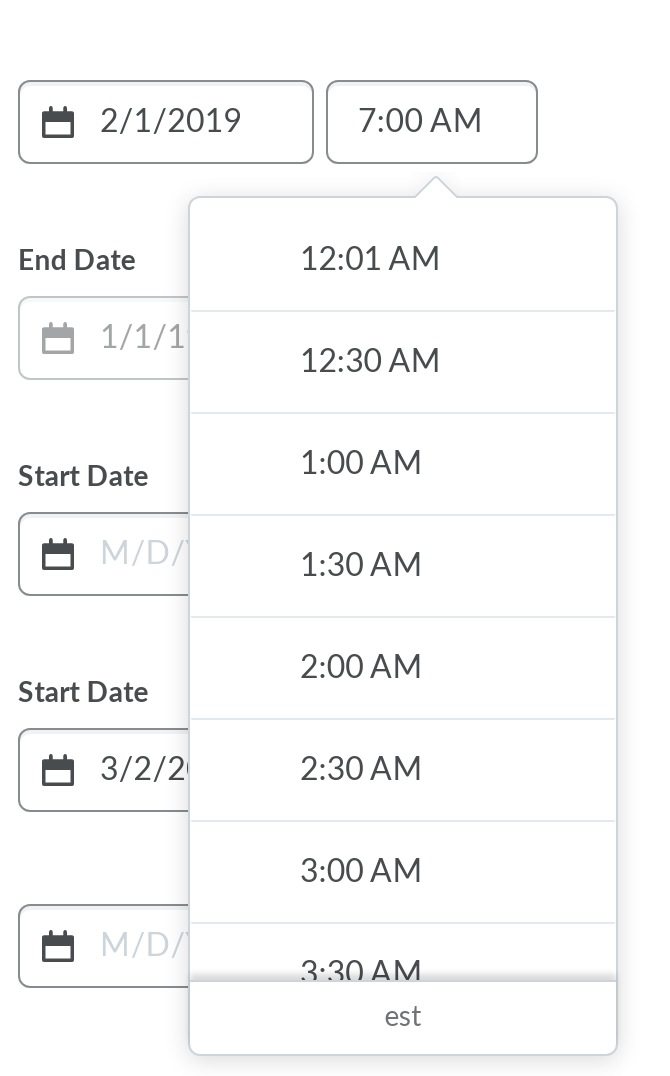 2/1/2019 7:00 AM
12:01 AM
End Date
1/1/1
12:30 AM
1:00 AM
Start Date
M/D/
1:30 AM
2:00 AM
Start Date
3/2/2
2:30 AM
3:00 AM
M/D/
3:30 AM
est